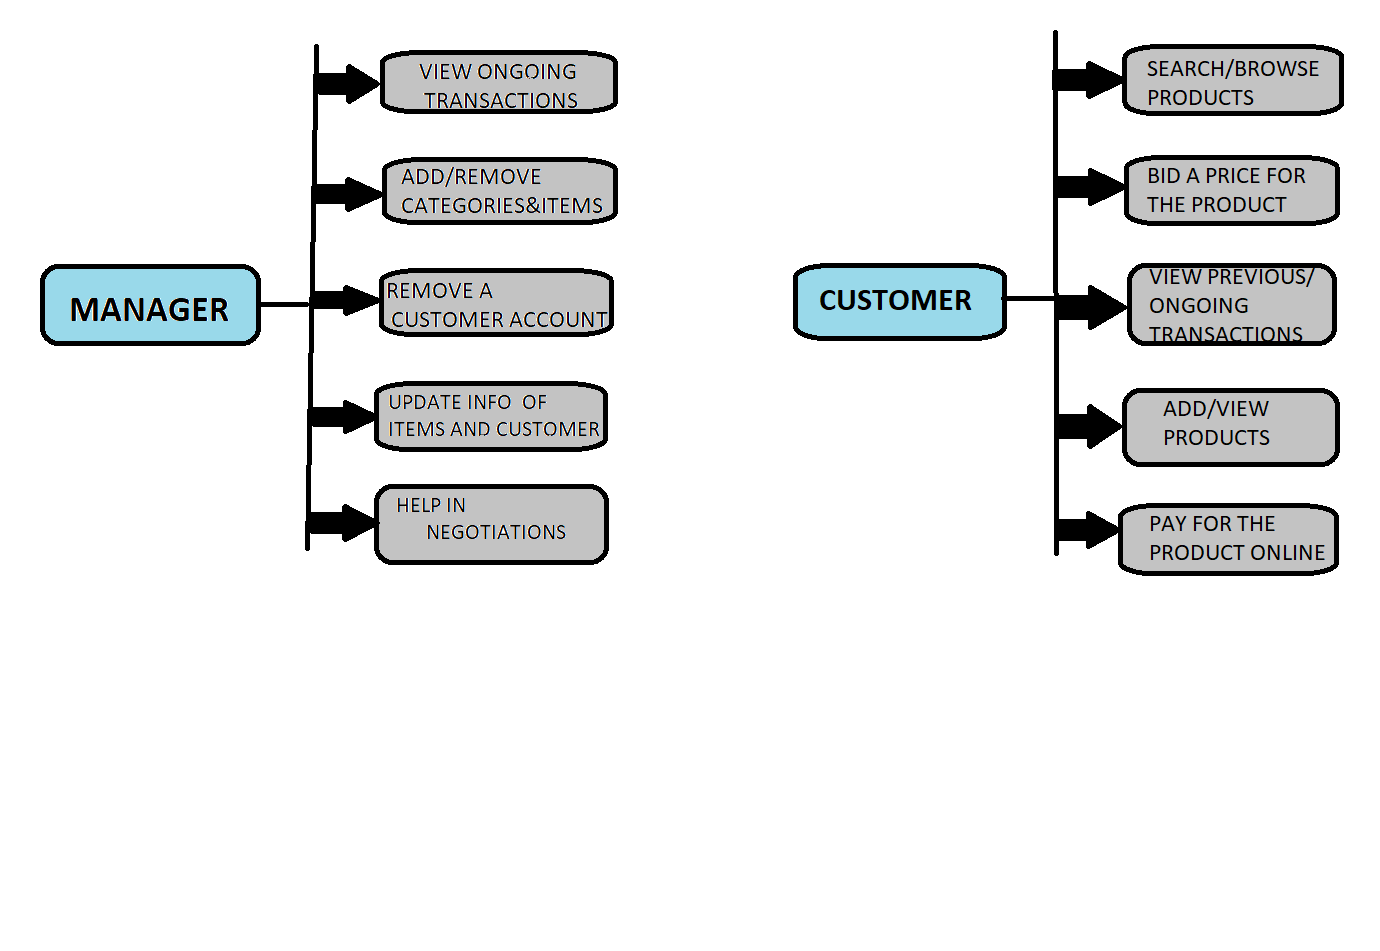 MANAGER
VIEW ONGOING
TRANSACTIONS
ADD/REMOVE
CATEGORIES&ITEMS
REMOVE A
CUSTOMER ACCOUNT
UPDATE INFO OF
ITEMS AND CUSTOMER
HELP IN
NEGOTIATIONS
CUSTOMER
SEARCH/BROWSE
PRODUCTS
BID A PRICE FOR
THE PRODUCT
VIEW PREVIOUS/
ONGOING
TRANSACTIONS
ADD/VIEW
PRODUCTS
PAY FOR THE
PRODUCT ONLINE